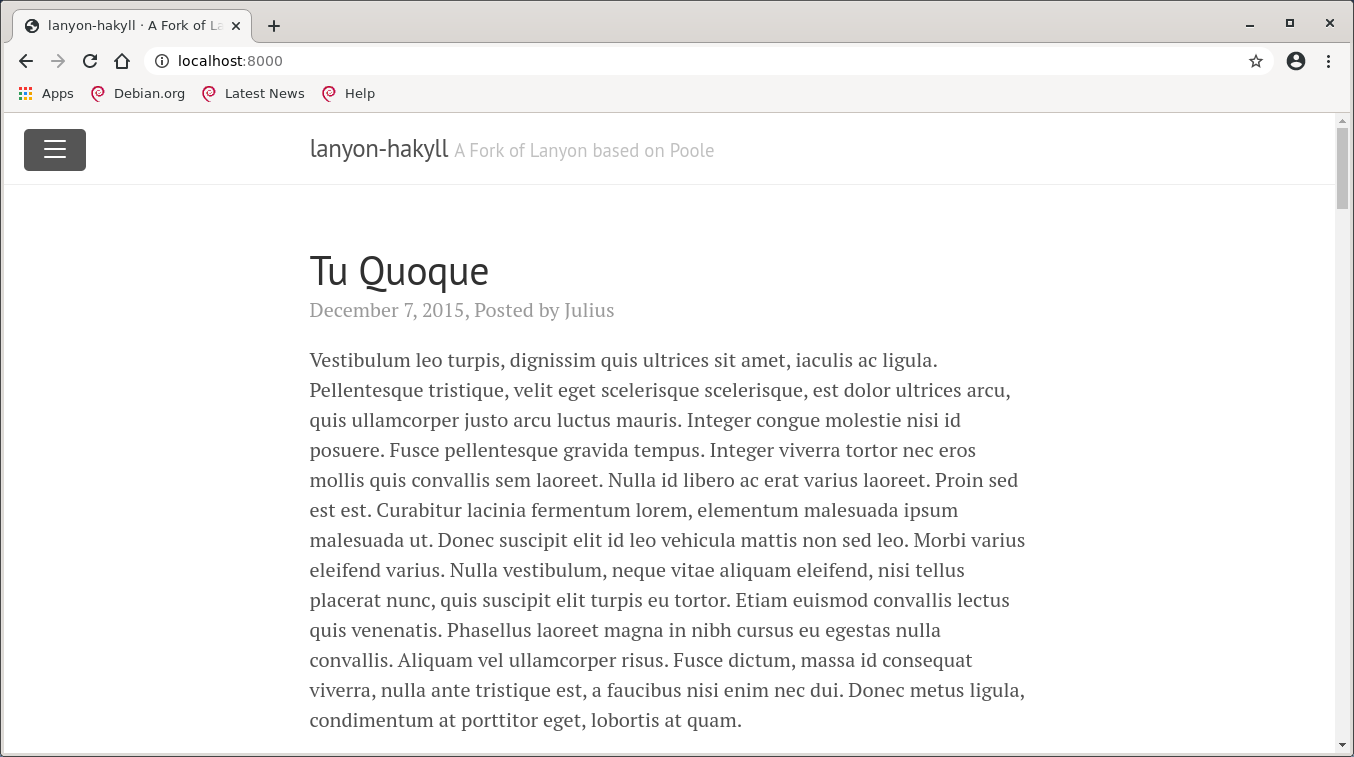 lanyon-hakyll · A Fork of La
localhost:8000
Apps Debian.org Latest News Help
lanyon-hakyll A Fork of Lanyon based on Poole
Tu Quoque
December 7, 2015, Posted by Julius
Vestibulum leo turpis, dignissim quis ultrices sit amet, iaculis ac ligula.
Pellentesque tristique, velit eget scelerisque scelerisque, est dolor ultrices arcu,
quis ullamcorper justo arcu luctus mauris. Integer congue molestie nisi id
posuere. Fusce pellentesque gravida tempus. Integer viverra tortor nec eros
mollis quis convallis sem laoreet. Nulla id libero ac erat varius laoreet. Proin sed
est est. Curabitur lacinia fermentum lorem, elementum malesuada ipsum
malesuada ut. Donec suscipit elit id leo vehicula mattis non sed leo. Morbi varius
eleifend varius. Nulla vestibulum, neque vitae aliquam eleifend, nisi tellus
placerat nunc, quis suscipit elit turpis eu tortor. Etiam euismod convallis lectus
quis venenatis. Phasellus laoreet magna in nibh cursus eu egestas nulla
convallis. Aliquam vel ullamcorper risus. Fusce dictum, massa id consequat
viverra, nulla ante tristique est, a faucibus nisi enim nec dui. Donec metus ligula,
condimentum at porttitor eget, lobortis at quam.